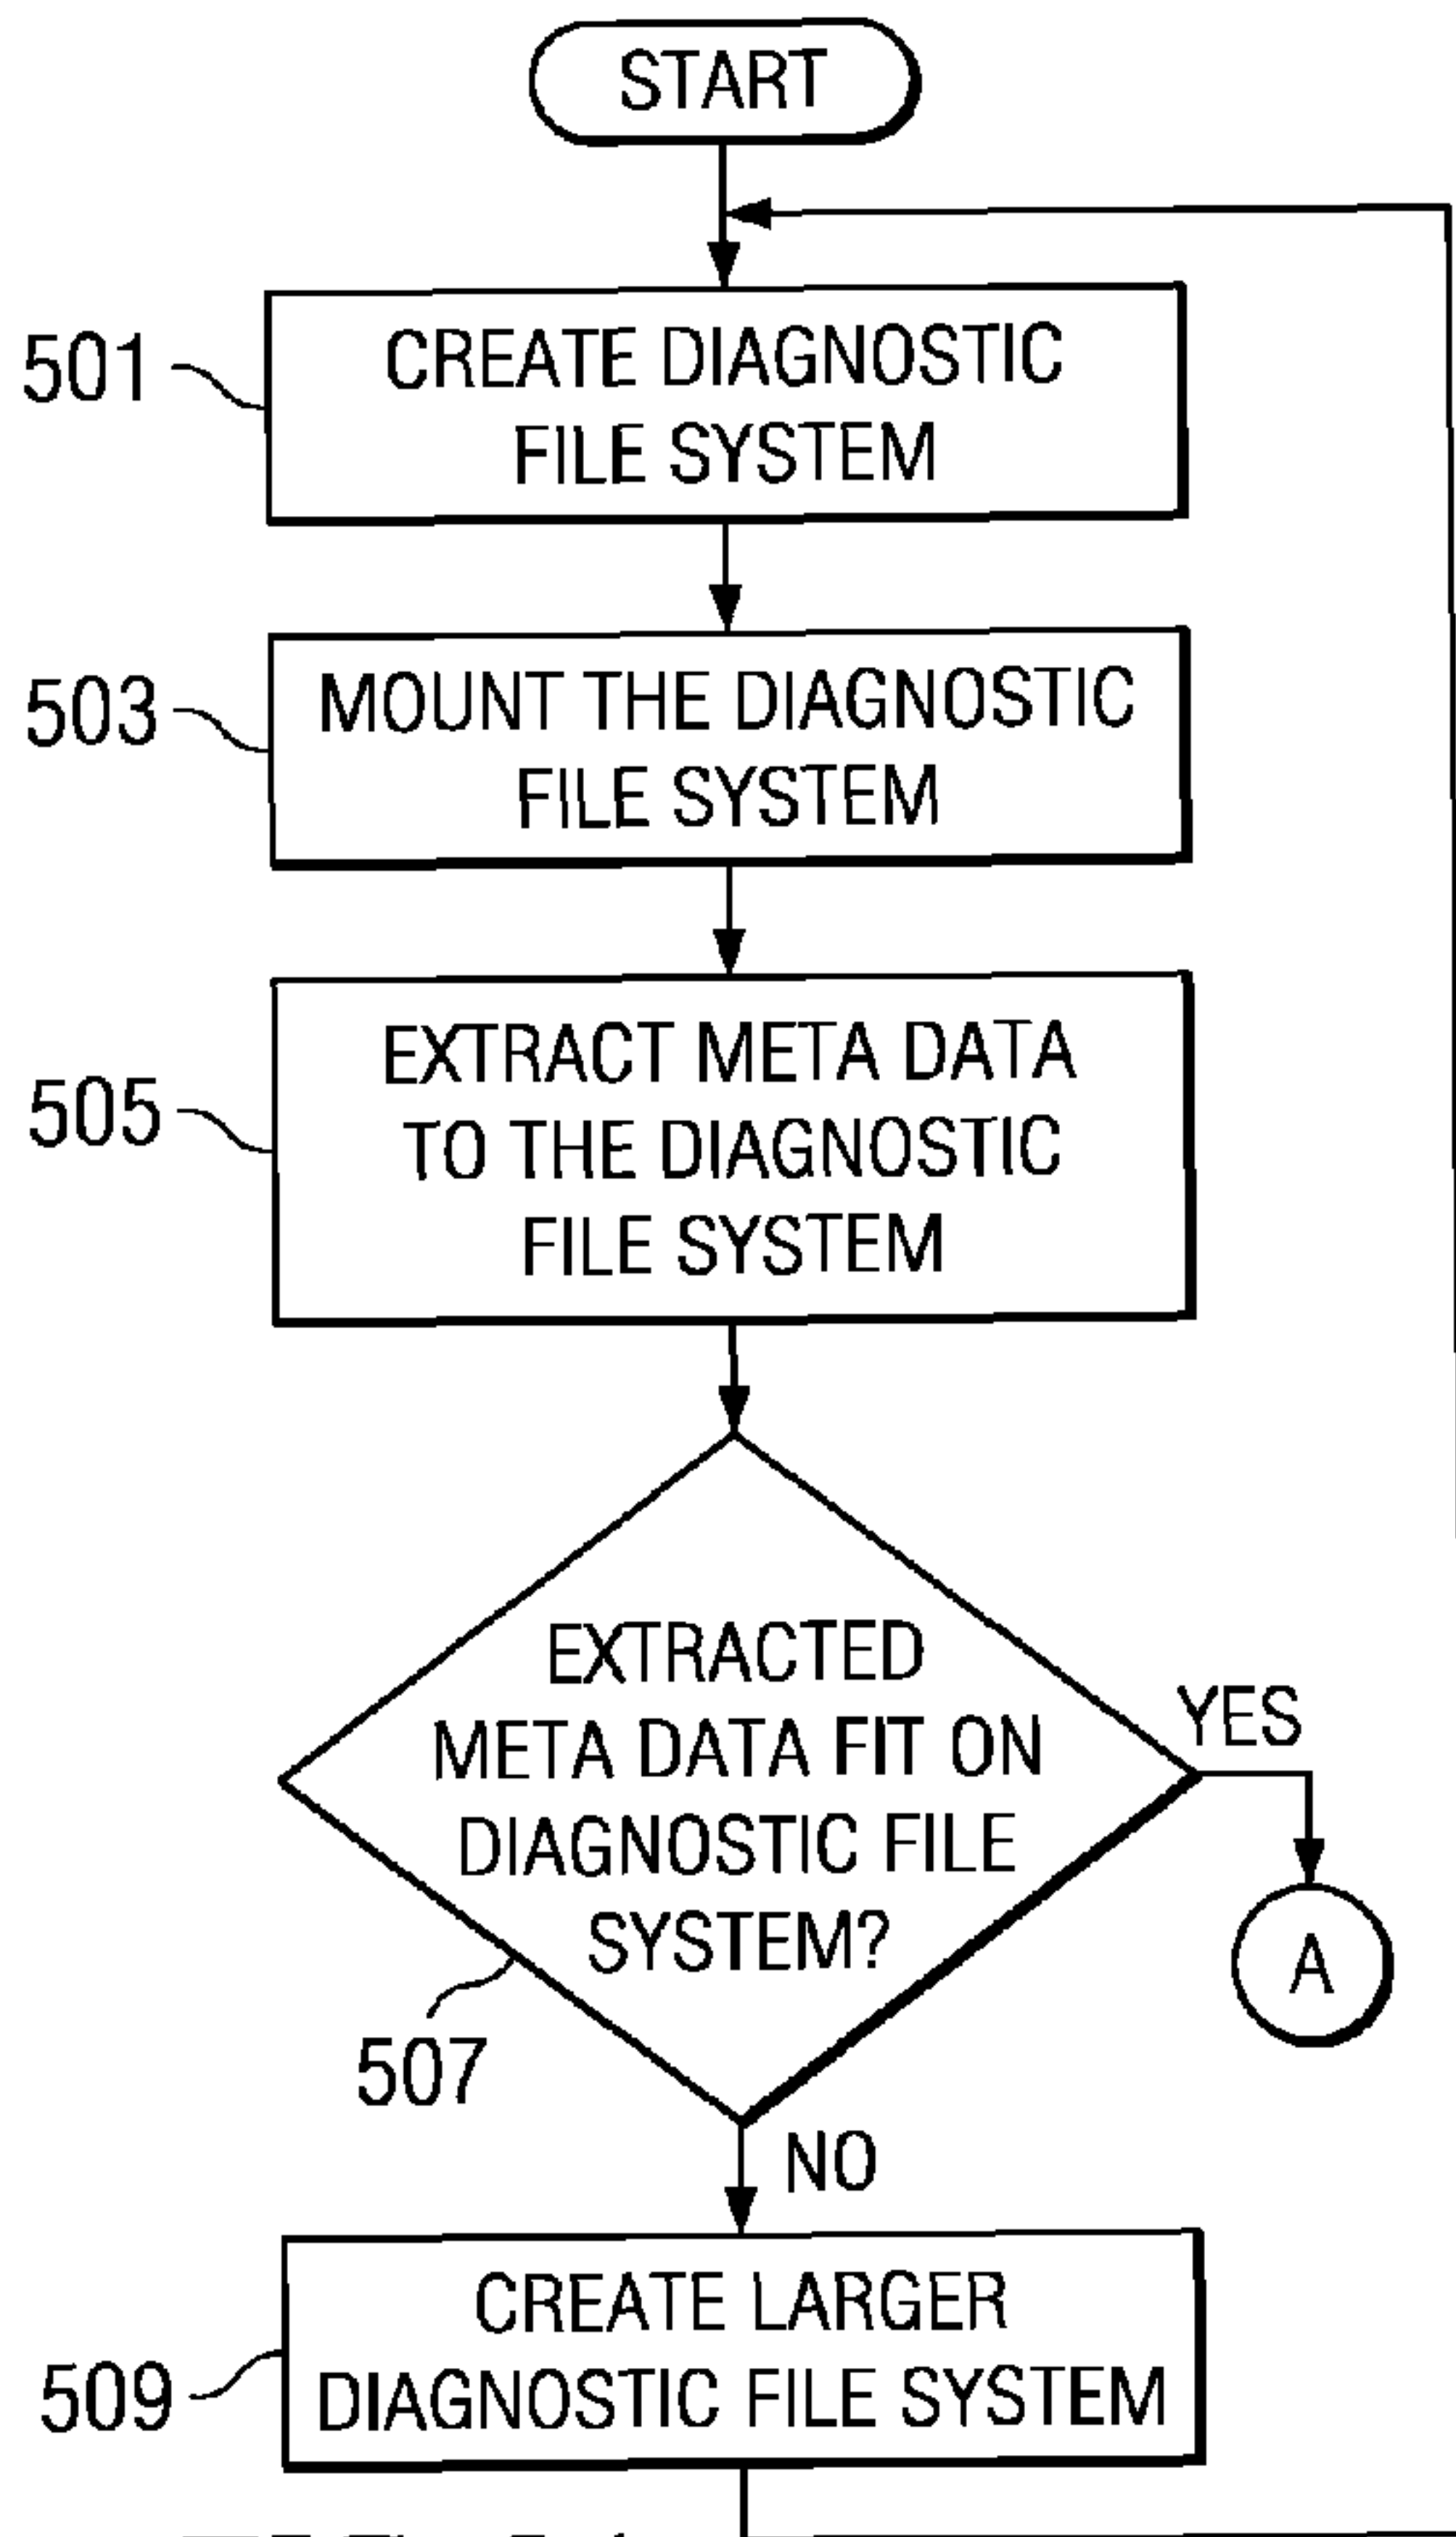 START
501
CREATE DIAGNOSTIC
FILE SYSTEM
503
MOUNT THE DIAGNOSTIC
FILE SYSTEM
505
EXTRACT META DATA
TO THE DIAGNOSTIC
FILE SYSTEM
EXTRACTED
META DATA FIT ON
DIAGNOSTIC FILE
SYSTEM?
YES
A
507
NO
509
CREATE LARGER
DIAGNOSTIC FILE SYSTEM